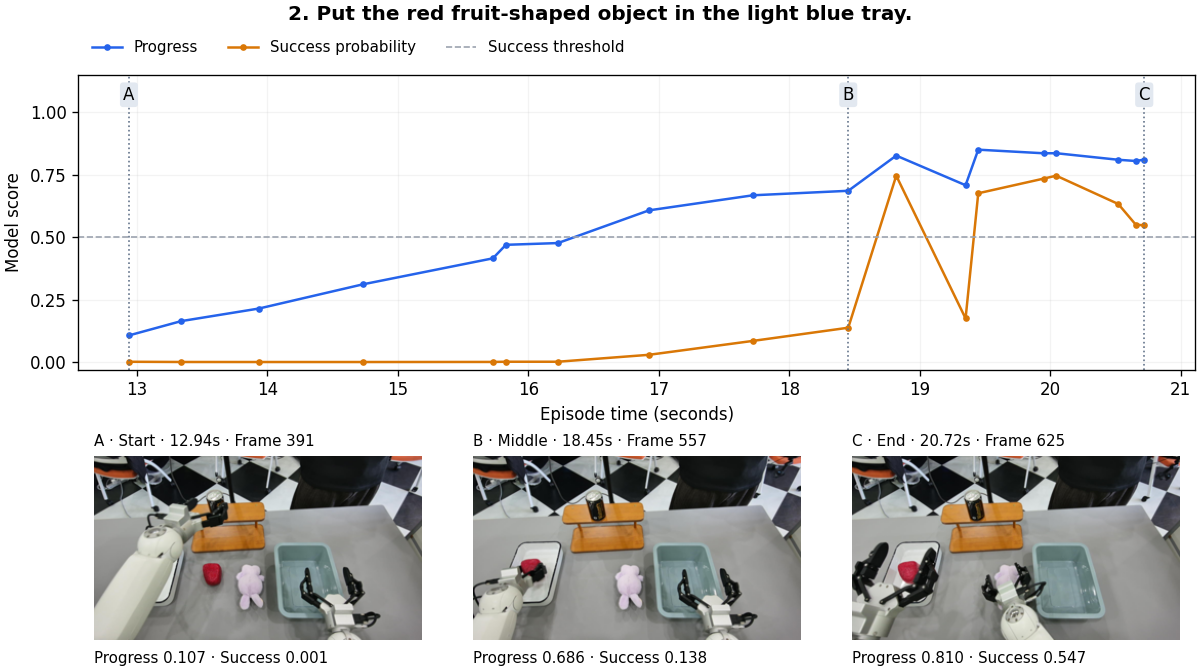 2. Put the red fruit-shaped object in the light blue tray.
Progress
Success probability
Success threshold
A
B
C
1.00
0.75
0.50
0.25
0.00
Model score
13
14
15
16
17
18
19
20
21
Episode time (seconds)
A · Start · 12.94s · Frame 391
B · Middle · 18.45s · Frame 557
C · End · 20.72s · Frame 625
Progress 0.107 · Success 0.001
Progress 0.686 · Success 0.138
Progress 0.810 · Success 0.547